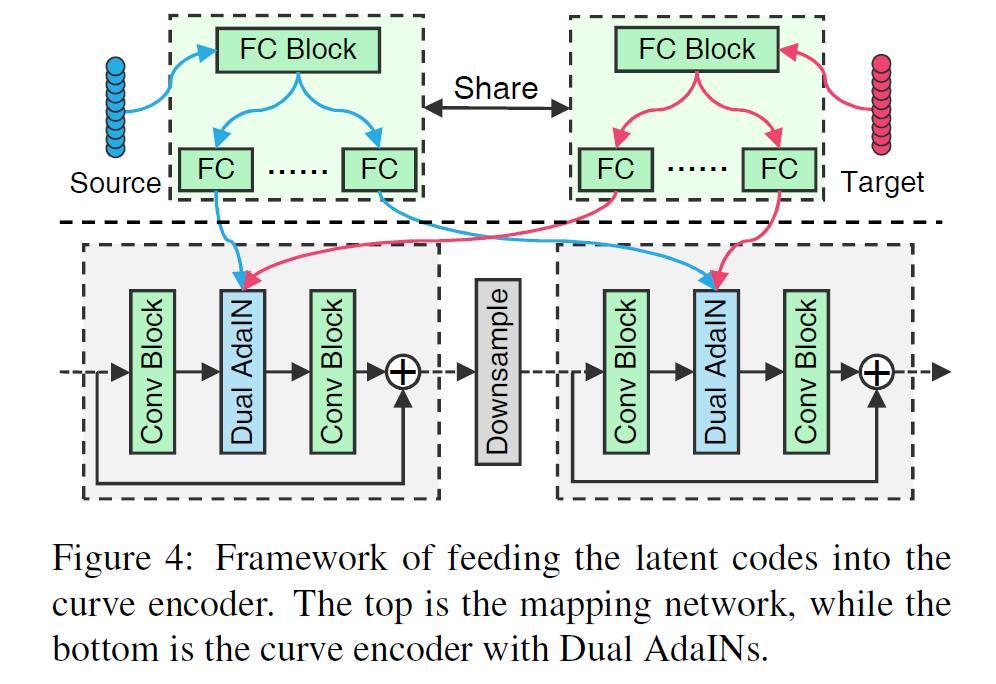 FC Block
FC Block
Share
FC
......
FC
FC
......
FC
Source
Target
Conv Block
Dual AdaIN
Conv Block
Downsample
Conv Block
Dual AdaIN
Conv Block
Figure 4: Framework of feeding the latent codes into the
curve encoder. The top is the mapping network, while the
bottom is the curve encoder with Dual AdaINs.